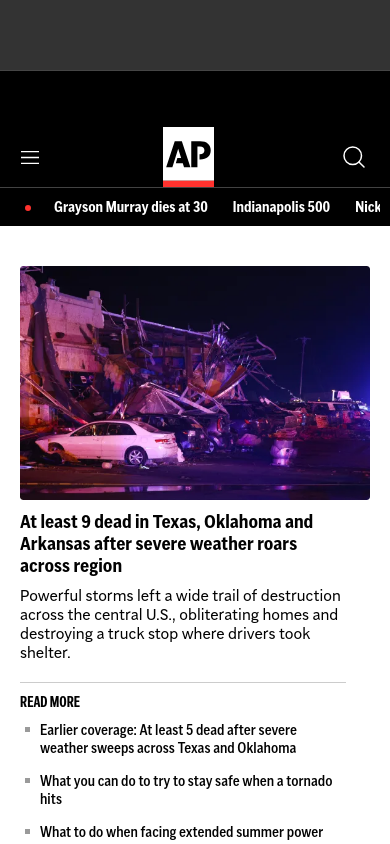 AP
Grayson Murray dies at 30 Indianapolis 500 Nick
At least 9 dead in Texas, Oklahoma and
Arkansas after severe weather roars
across region
Powerful storms left a wide trail of destruction
across the central U.S., obliterating homes and
destroying a truck stop where drivers took
shelter.
READ MORE
Earlier coverage: At least 5 dead after severe
weather sweeps across Texas and Oklahoma
What you can do to try to stay safe when a tornado
hits
What to do when facing extended summer power